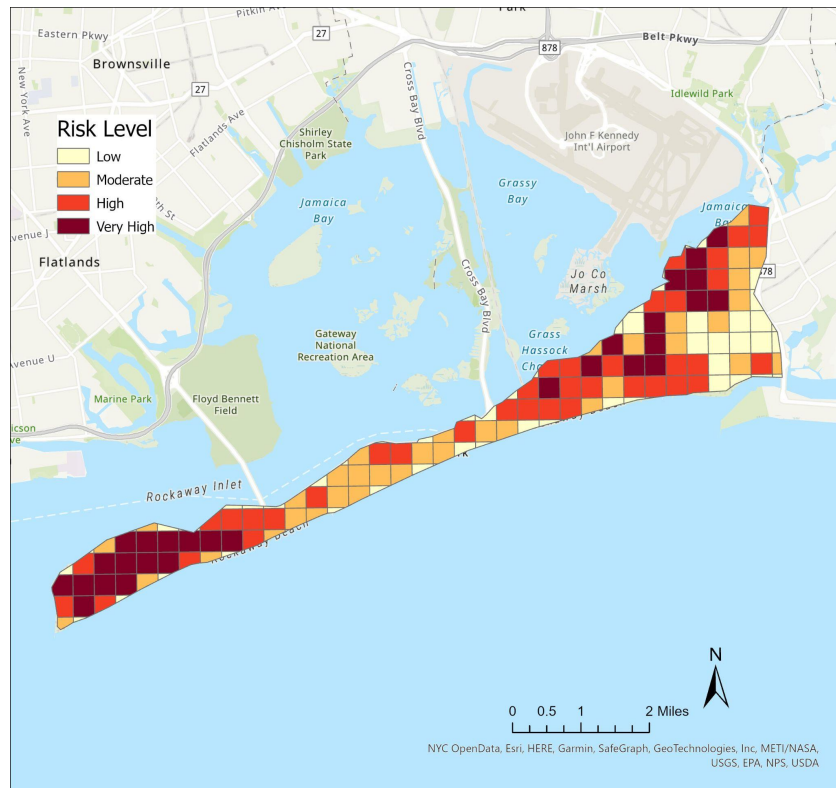 Pitkin Av
Park
Eastern Pkwy
27
878
Belt Pkwy
Brownsville
New York Ave
27
Cross Bay Blvd
Idlewild Park
Flatlands Ave
Shirley
Chisholm State
Park
John F Kennedy
Int'l Airport
Risk Level
Low
Moderate
High
Very High
Jamaica
Bay
Grassy
Bay
Jamaica
Avenue J
Flatlands
878
Jo Co
Marsh
Cross Bay Blvd
Gateway
National
Recreation Area
Grass
Hassock
Avenue U
Marine Park
Floyd Bennett
Field
Rockaway Inlet
N
0 0.5 1 2 Miles
NYC OpenData, Esri, HERE, Garmin, SafeGraph, GeoTechnologies, Inc, METI/NASA,
USGS, EPA, NPS, USDA